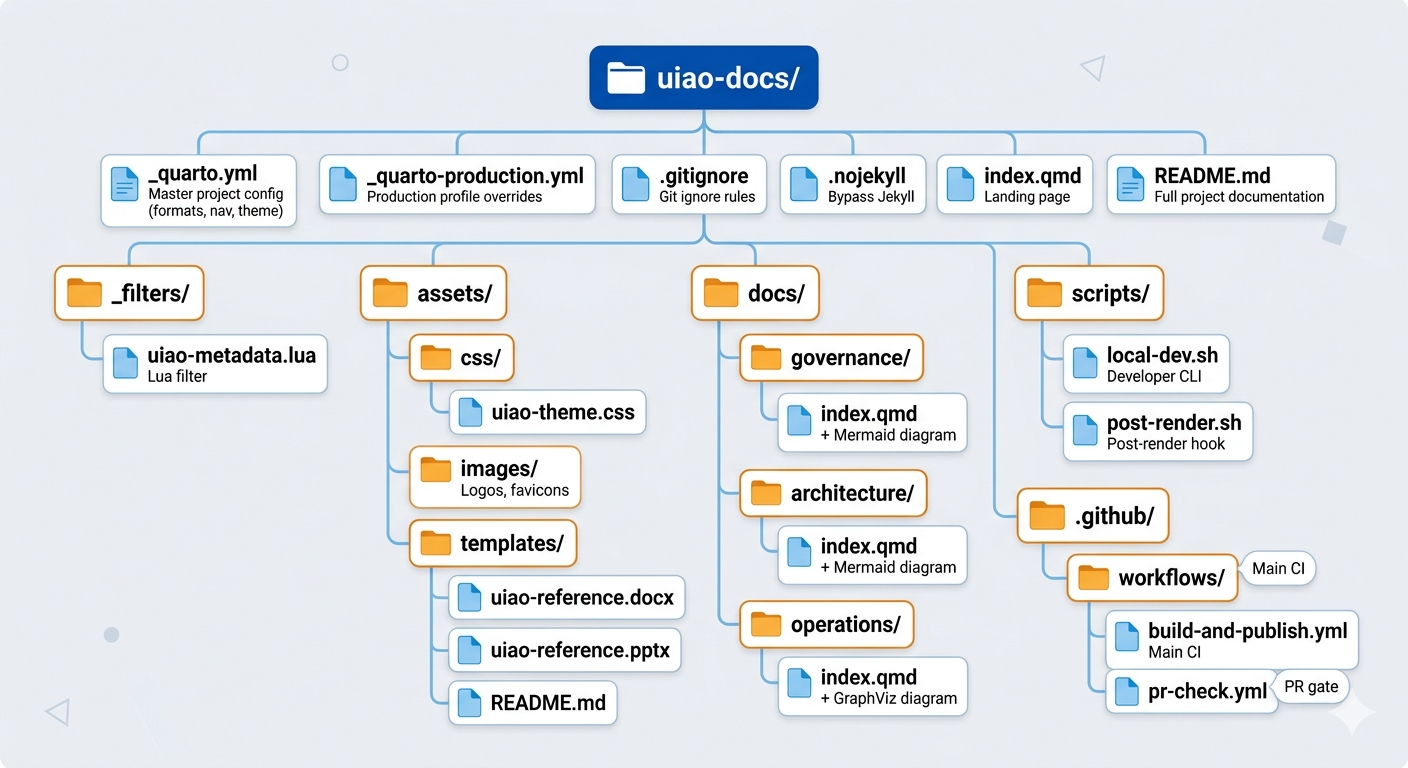 uiao-docs/
_quarto.yml
Master project config
(formats, nav, theme)
_quarto-production.yml
Production profile overrides
.gitignore
Git ignore rules
.nojekyll
Bypass Jekyll
index.qmd
Landing page
README.md
Full project documentation
_filters/
uiao-metadata.lua
Lua filter
assets/
css/
uiao-theme.css
images/
Logos, favicons
templates/
uiao-reference.docx
uiao-reference.pptx
README.md
docs/
governance/
index.qmd
+ Mermaid diagram
architecture/
index.qmd
+ Mermaid diagram
operations/
index.qmd
+ GraphViz diagram
scripts/
local-dev.sh
Developer CLI
post-render.sh
Post-render hook
.github/
workflows/
Main CI
build-and-publish.yml
Main CI
pr-check.yml
PR gate